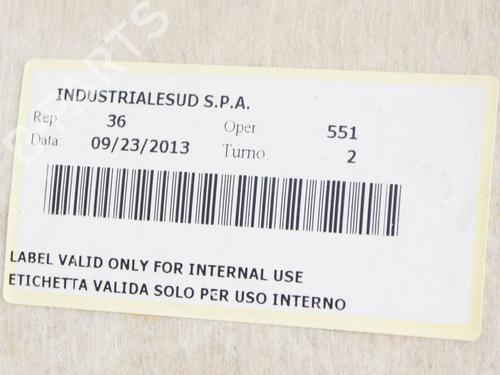 INDUSTRIALESUD S.P.A.
Rep 36 Oper 551
Data 09/23/2013 Turno 2
LABEL VALID ONLY FOR INTERNAL USE
ETICHETTA VALIDA SOLO PER USO INTERNO
B-PARTS